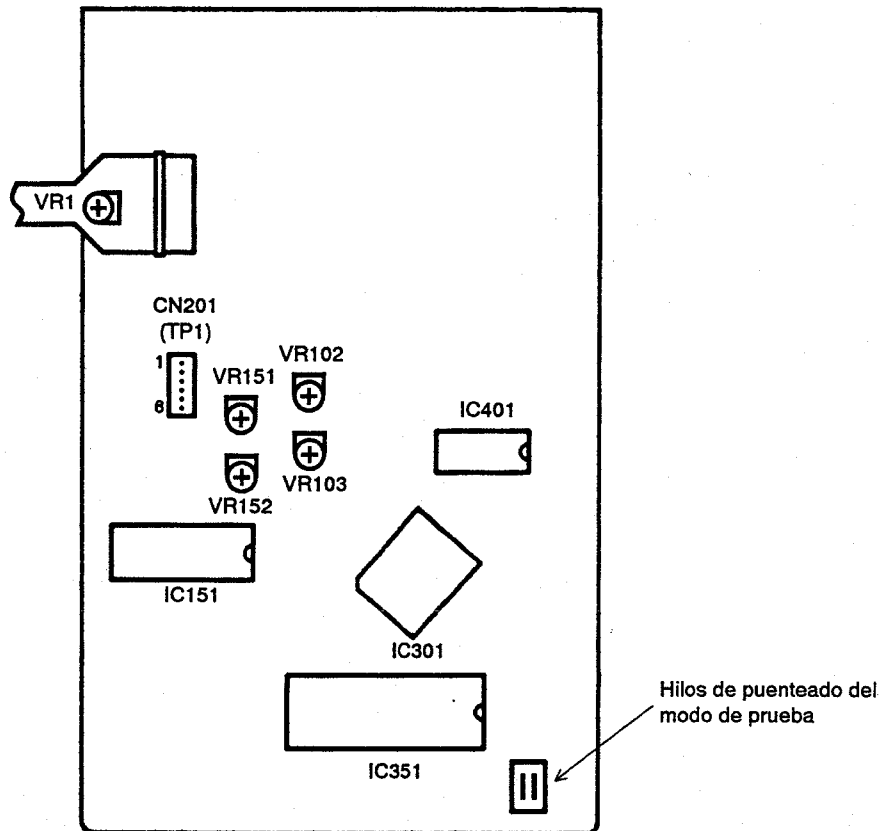 VR1
CN201
(TP1)
1
6
VR151
VR102
VR152
VR103
IC401
IC151
IC301
IC351
Hilos de puenteado del
modo de prueba